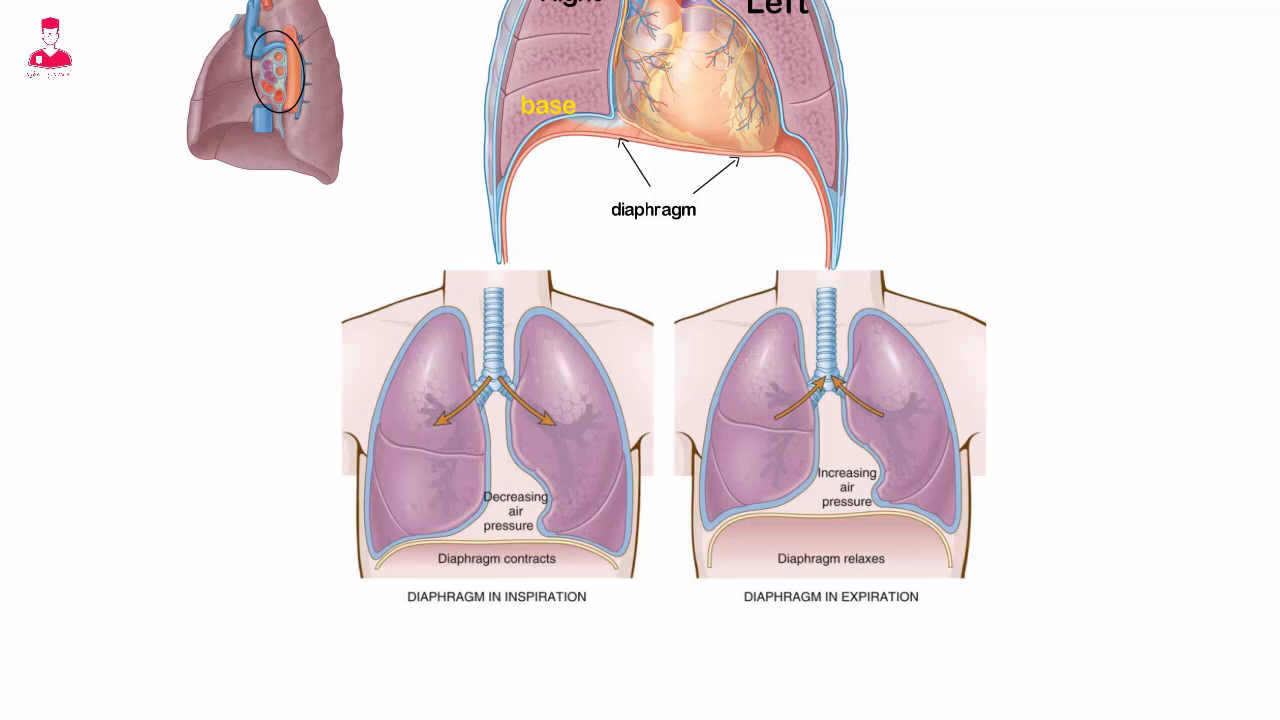 Right
Left
base
diaphragm
Decreasing
air
pressure
Diaphragm contracts
Increasing
air
pressure
Diaphragm relaxes
DIAPHRAGM IN INSPIRATION
DIAPHRAGM IN EXPIRATION